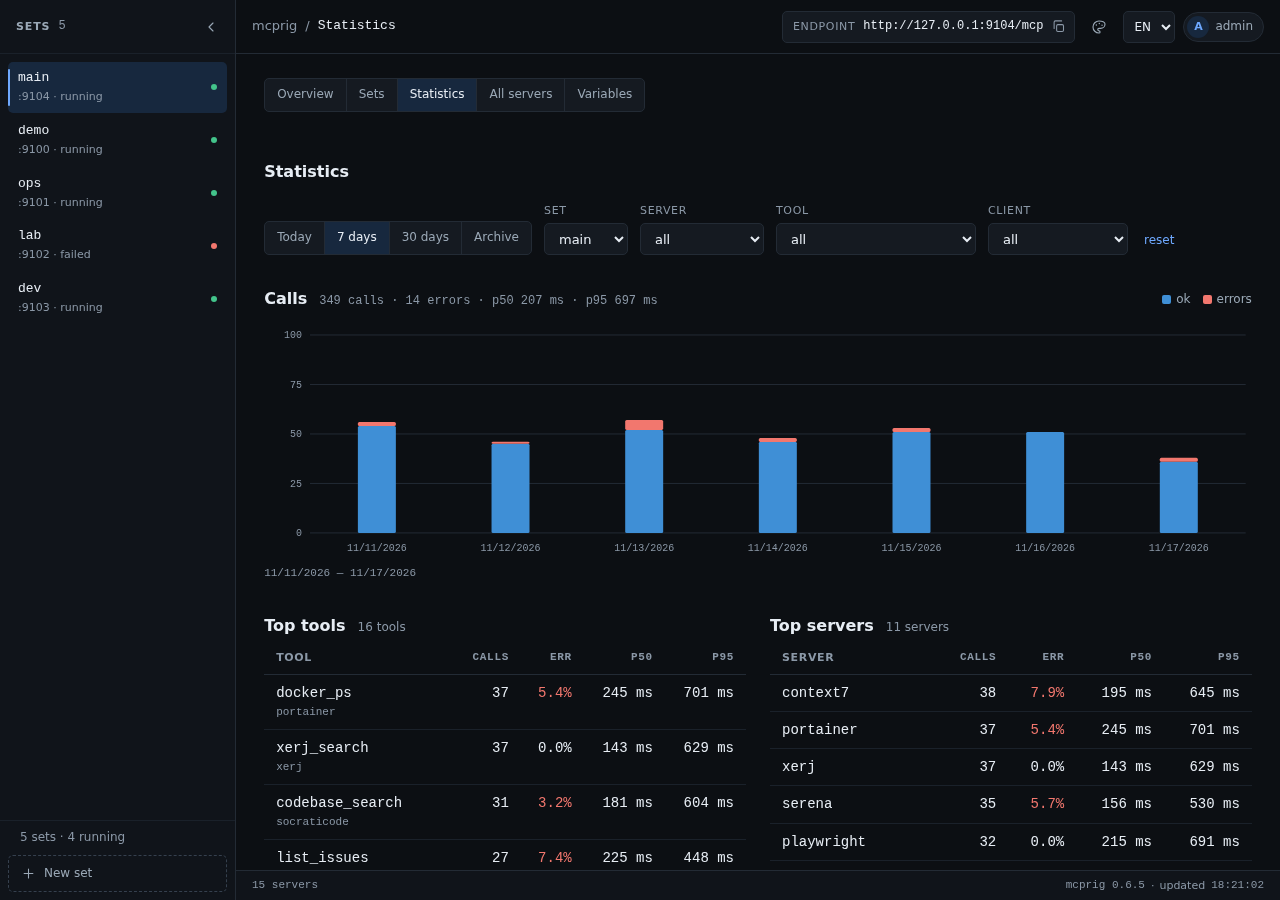 SETS 5
mcprig / Statistics
ENDPOINT http://127.0.0.1:9104/mcp
EN
A admin
main
:9104 · running
demo
:9100 · running
ops
:9101 · running
lab
:9102 · failed
dev
:9103 · running
5 sets · 4 running
New set
Overview Sets Statistics All servers Variables
Statistics
SET SERVER TOOL CLIENT
Today 7 days 30 days Archive main all all all reset
Calls 349 calls · 14 errors · p50 207 ms · p95 697 ms
ok errors
100
75
50
25
0
11/11/2026 11/12/2026 11/13/2026 11/14/2026 11/15/2026 11/16/2026 11/17/2026
11/11/2026 — 11/17/2026
Top tools 16 tools
TOOL CALLS ERR P50 P95
docker_ps 37 5.4% 245 ms 701 ms
portainer
xerj_search 37 0.0% 143 ms 629 ms
xerj
codebase_search 31 3.2% 181 ms 604 ms
socraticode
list_issues 27 7.4% 225 ms 448 ms
Top servers 11 servers
SERVER CALLS ERR P50 P95
context7 38 7.9% 195 ms 645 ms
portainer 37 5.4% 245 ms 701 ms
xerj 37 0.0% 143 ms 629 ms
serena 35 5.7% 156 ms 530 ms
playwright 32 0.0% 215 ms 691 ms
15 servers
mcprig 0.6.5 · updated 18:21:02